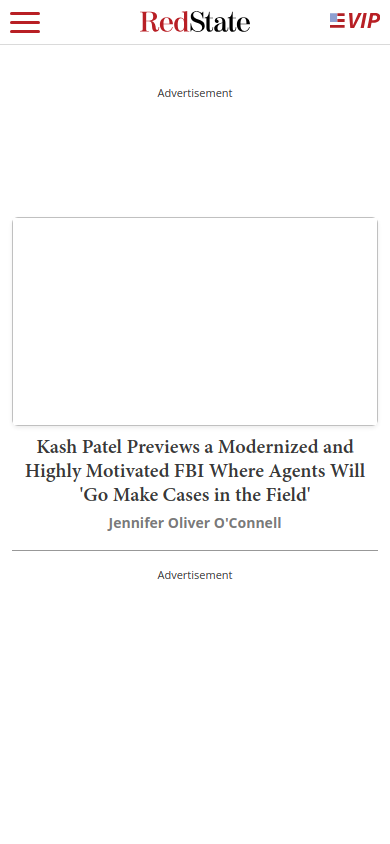 RedState
VIP
Advertisement
Kash Patel Previews a Modernized and
Highly Motivated FBI Where Agents Will
'Go Make Cases in the Field'
Jennifer Oliver O'Connell
Advertisement